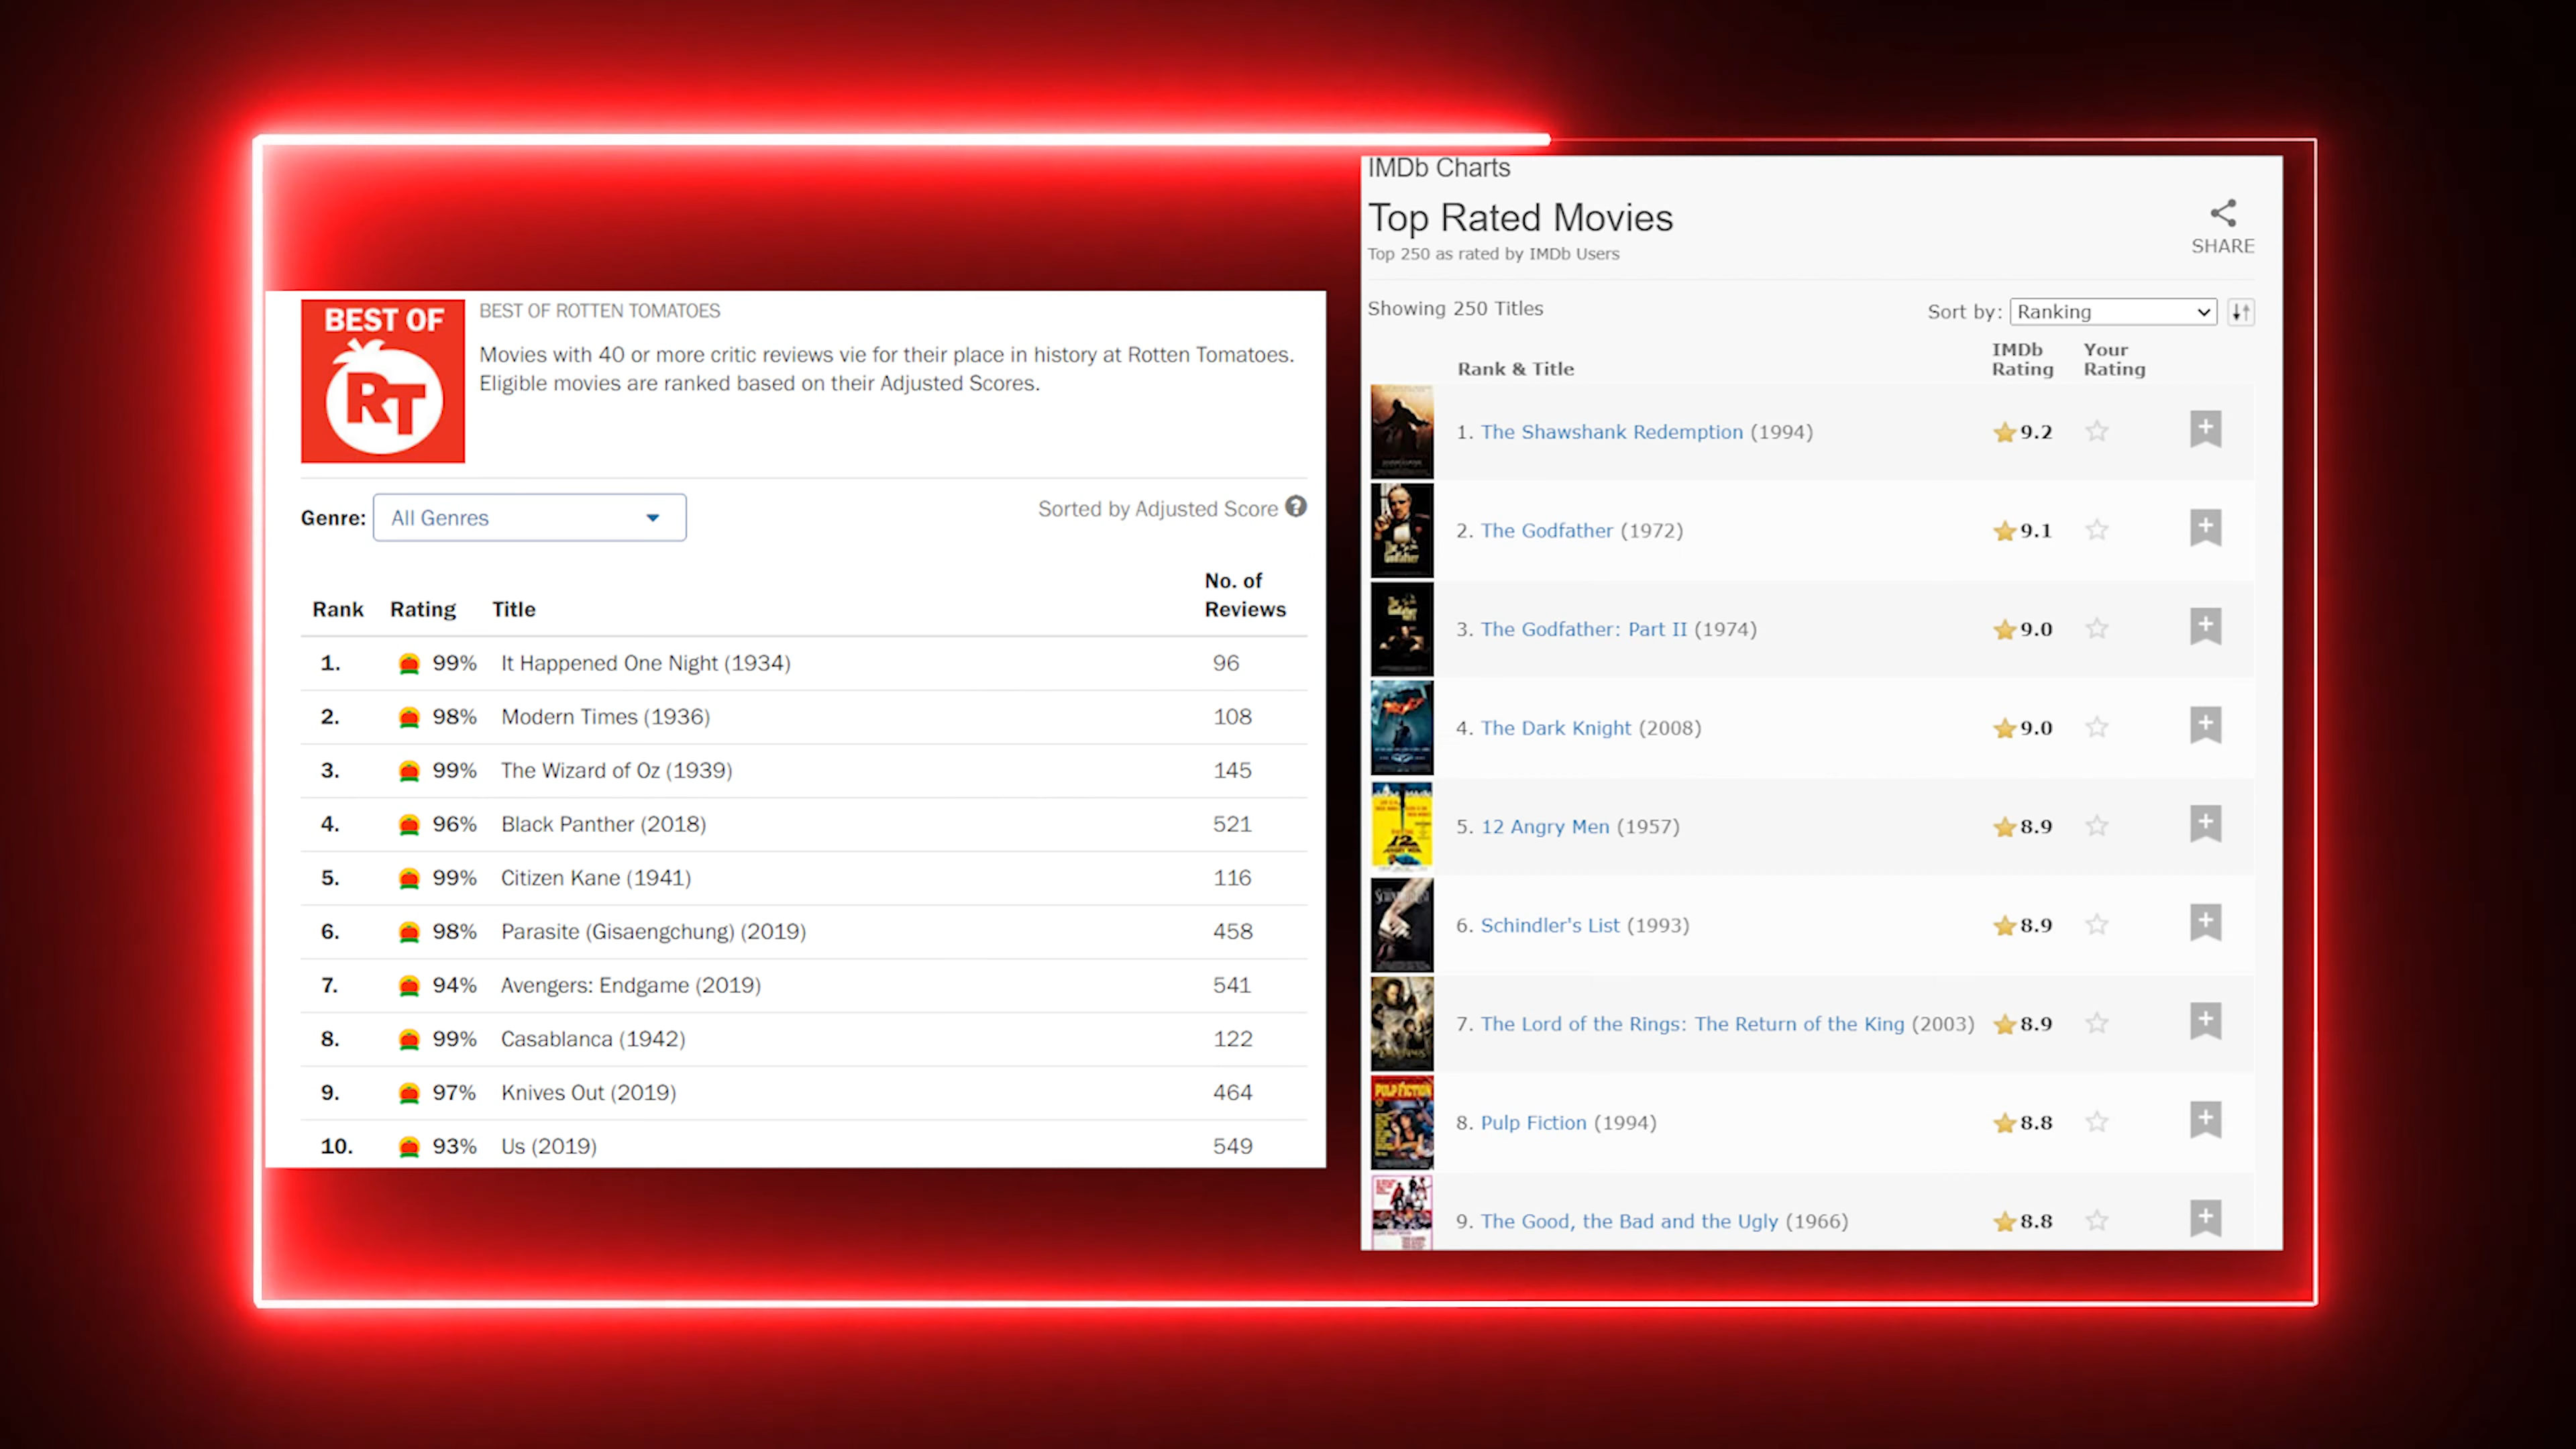 BEST OF
RT
BEST OF ROTTEN TOMATOES
Movies with 40 or more critic reviews vie for their place in history at Rotten Tomatoes.
Eligible movies are ranked based on their Adjusted Scores.
Genre: All Genres
Sorted by Adjusted Score ?
Rank Rating Title No. of Reviews
1. 99% It Happened One Night (1934) 96
2. 98% Modern Times (1936) 108
3. 99% The Wizard of Oz (1939) 145
4. 96% Black Panther (2018) 521
5. 99% Citizen Kane (1941) 116
6. 98% Parasite (Gisaengchung) (2019) 458
7. 94% Avengers: Endgame (2019) 541
8. 99% Casablanca (1942) 122
9. 97% Knives Out (2019) 464
10. 93% Us (2019) 549
IMDb Charts
Top Rated Movies
Top 250 as rated by IMDb Users
SHARE
Showing 250 Titles
Sort by: Ranking
Rank & Title IMDb Rating Your Rating
1. The Shawshank Redemption (1994) 9.2
2. The Godfather (1972) 9.1
The Godfather
3. The Godfather: Part II (1974) 9.0
4. The Dark Knight (2008) 9.0
5. 12 Angry Men (1957) 8.9
12
6. Schindler's List (1993) 8.9
7. The Lord of the Rings: The Return of the King (2003) 8.9
8. Pulp Fiction (1994) 8.8
PULP FICTION
9. The Good, the Bad and the Ugly (1966) 8.8